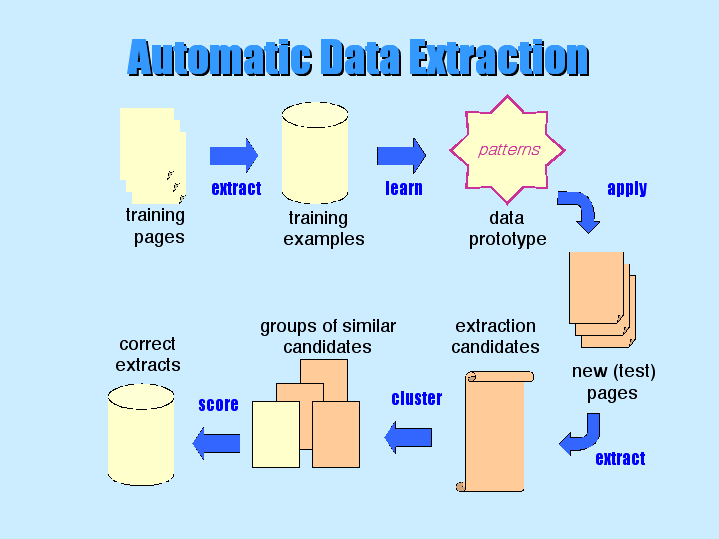 Automatic Data Extraction
patterns
extract
learn
apply
training
pages
training
examples
data
prototype
new (test)
pages
extract
extraction
candidates
cluster
groups of similar
candidates
score
correct
extracts